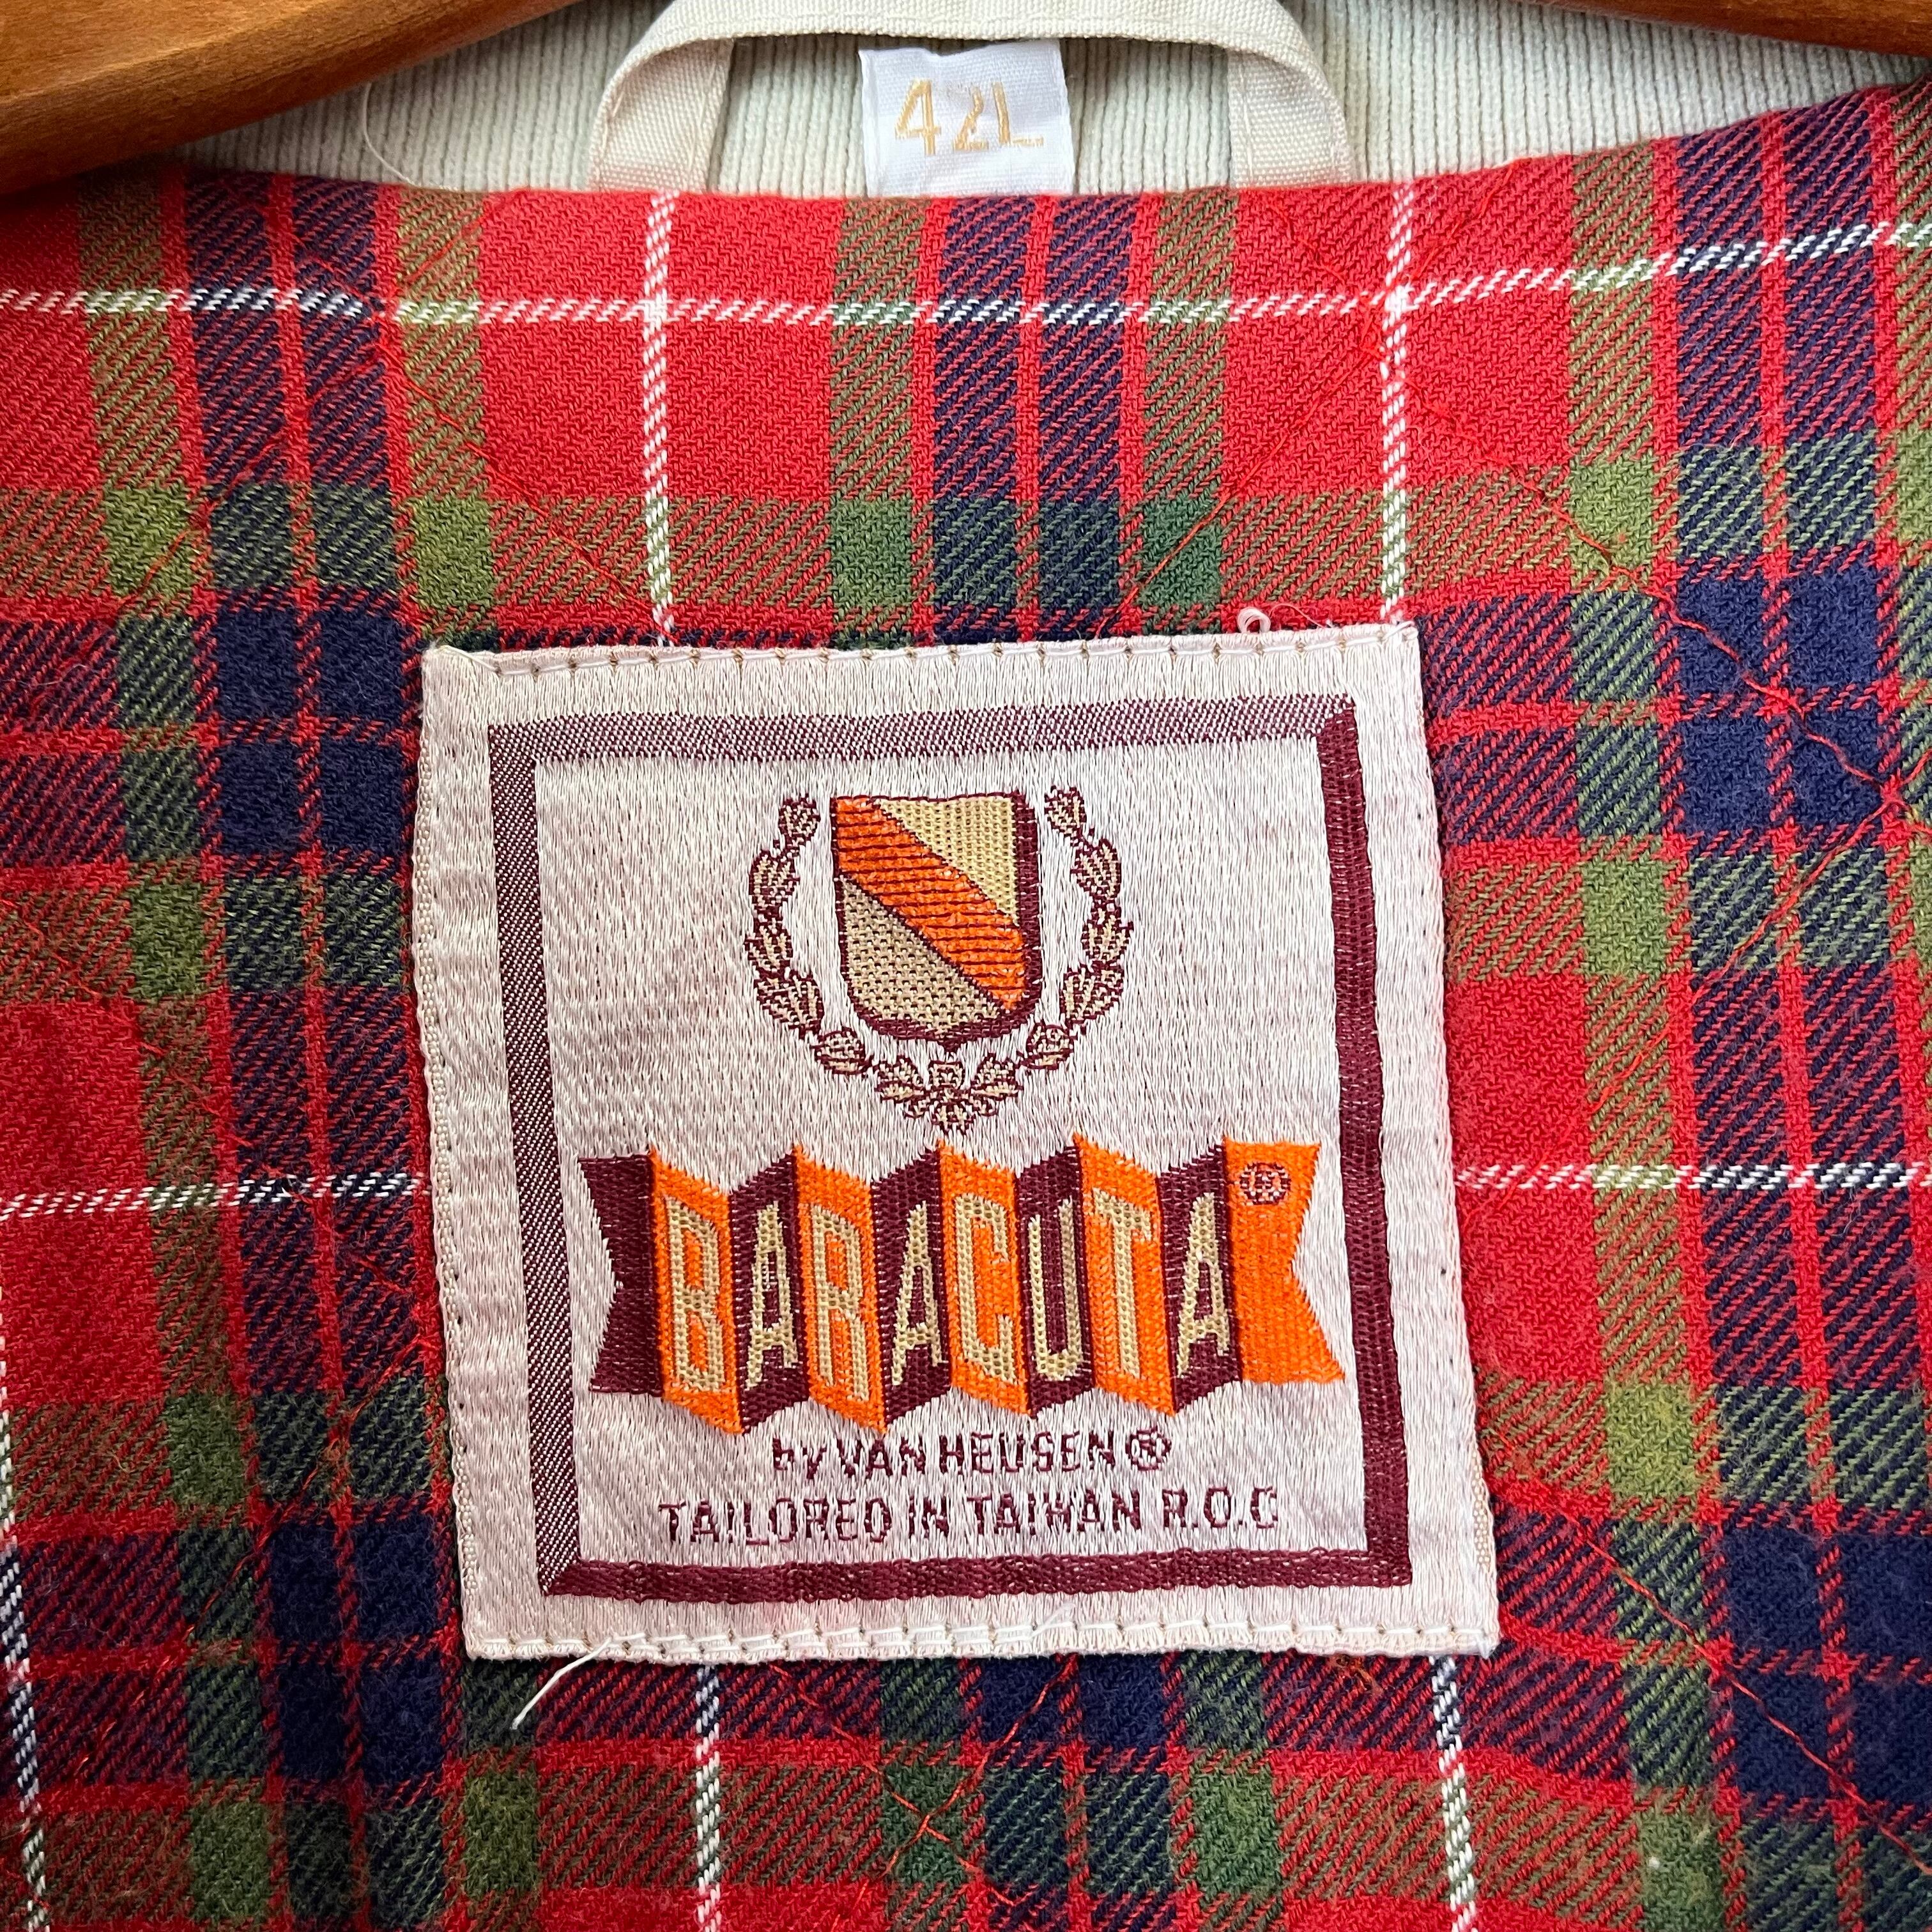 42L
BARACUTA®
by VAN HEUSEN®
TAILORED IN TAIWAN R.O.C